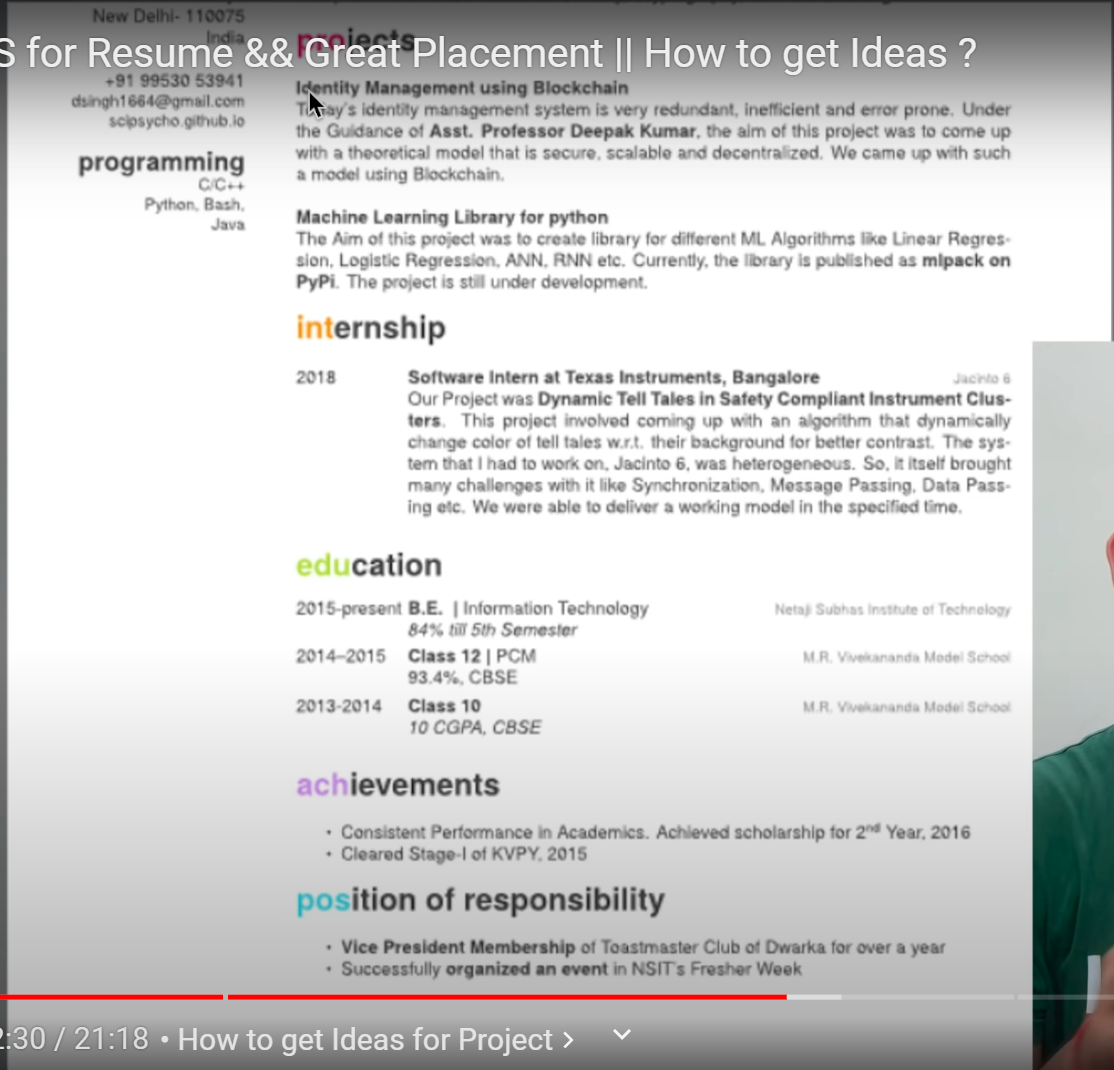 New Delhi- 110075
India
S for Resume && Great Placement || How to get Ideas ?
projects
+91 99530 53941
dsingh1664@gmail.com
scipsycho.github.io
programming
C/C++
Python, Bash,
Java
Identity Management using Blockchain
Today's identity management system is very redundant, inefficient and error prone. Under
the Guidance of Asst. Professor Deepak Kumar, the aim of this project was to come up
with a theoretical model that is secure, scalable and decentralized. We came up with such
a model using Blockchain.
Machine Learning Library for python
The Aim of this project was to create library for different ML Algorithms like Linear Regres-
sion, Logistic Regression, ANN, RNN etc. Currently, the library is published as mlpack on
PyPi. The project is still under development.
internship
2018 Software Intern at Texas Instruments, Bangalore Jacinto 6
Our Project was Dynamic Tell Tales in Safety Compliant Instrument Clus-
ters. This project involved coming up with an algorithm that dynamically
change color of tell tales w.r.t. their background for better contrast. The sys-
tem that I had to work on, Jacinto 6, was heterogeneous. So, it itself brought
many challenges with it like Synchronization, Message Passing, Data Pass-
ing etc. We were able to deliver a working model in the specified time.
education
2015-present B.E. | Information Technology Netaji Subhas Institute of Technology
84% till 5th Semester
2014–2015 Class 12 | PCM M.R. Vivekananda Model School
93.4%, CBSE
2013-2014 Class 10 M.R. Vivekananda Model School
10 CGPA, CBSE
achievements
• Consistent Performance in Academics. Achieved scholarship for 2nd Year, 2016
• Cleared Stage-I of KVPY, 2015
position of responsibility
• Vice President Membership of Toastmaster Club of Dwarka for over a year
• Successfully organized an event in NSIT's Fresher Week
2:30 / 21:18 • How to get Ideas for Project >